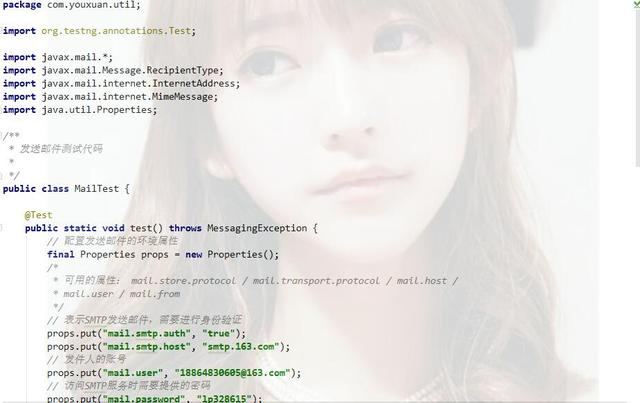 package com.youxuan.util;
import org.testng.annotations.Test;
import javax.mail.*;
import javax.mail.Message.RecipientType;
import javax.mail.internet.InternetAddress;
import javax.mail.internet.MimeMessage;
import java.util.Properties;
/**
* 发送邮件测试代码
*
*/
public class MailTest {
@Test
public static void test() throws MessagingException {
// 配置发送邮件的环境属性
final Properties props = new Properties();
/*
* 可用的属性: mail.store.protocol / mail.transport.protocol / mail.host /
* mail.user / mail.from
*/
// 表示SMTP发送邮件，需要进行身份验证
props.put("mail.smtp.auth", "true");
props.put("mail.smtp.host", "smtp.163.com");
// 发件人的账号
props.put("mail.user", "18864830605@163.com");
// 访问SMTP服务时需要提供的密码
props.put("mail.password", "lp328615");